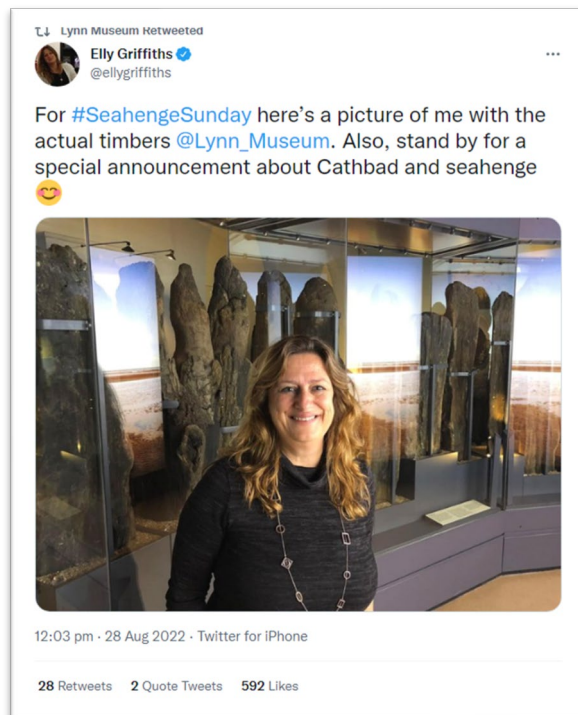 Lynn Museum Retweeted
Elly Griffiths
@ellygriffiths
For #SeahengeSunday here’s a picture of me with the
actual timbers @Lynn_Museum. Also, stand by for a
special announcement about Cathbad and seahenge
12:03 pm · 28 Aug 2022 · Twitter for iPhone
28 Retweets 2 Quote Tweets 592 Likes